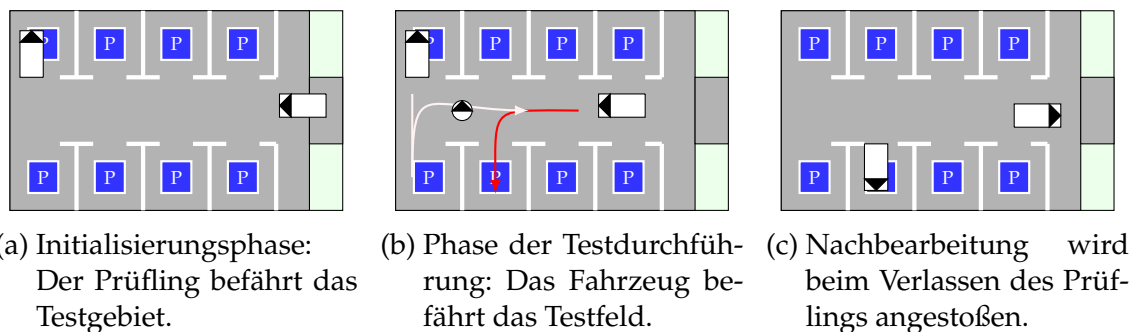 P P P P
P P P P
P P P P
P P P P
P P P P
P P P
(a) Initialisierungsphase:
Der Prüfling befährt das
Testgebiet.
(b) Phase der Testdurchfüh-
rung: Das Fahrzeug be-
fährt das Testfeld.
(c) Nachbearbeitung wird
beim Verlassen des Prüf-
lings angestoßen.